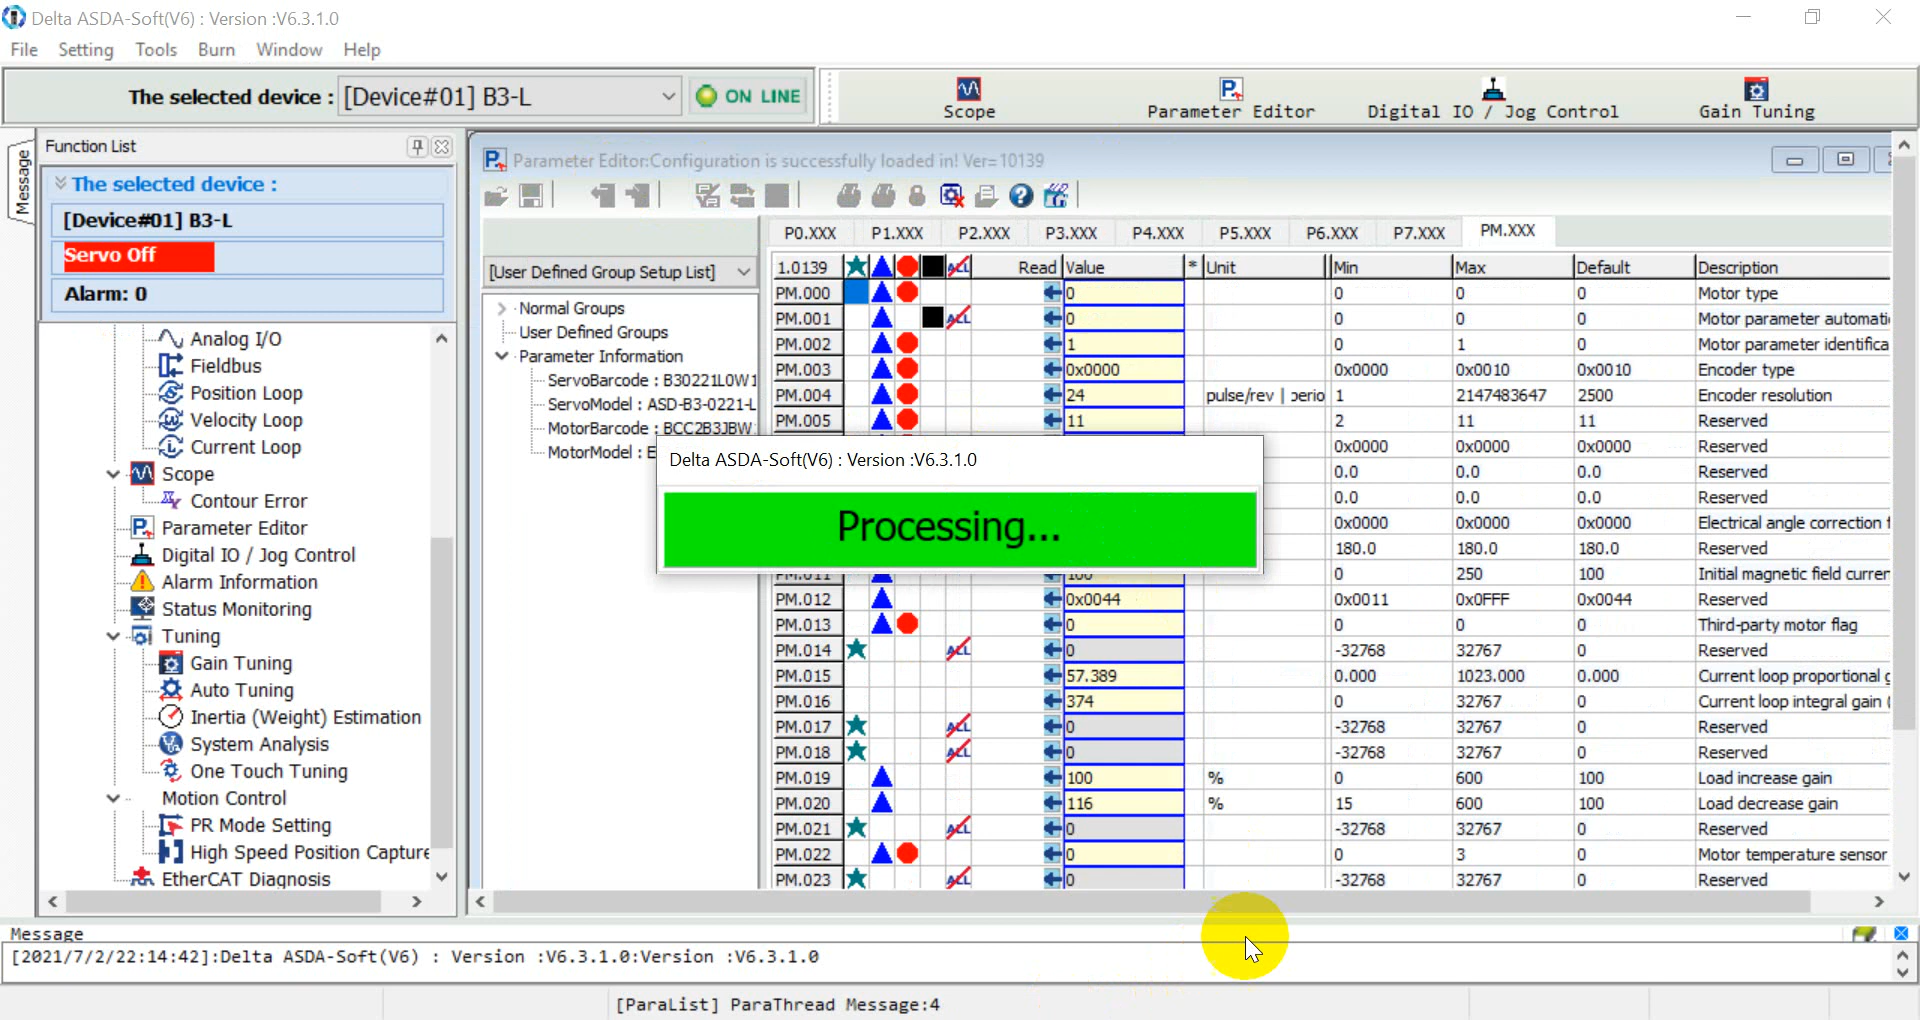 Delta ASDA-Soft(V6) : Version :V6.3.1.0
File Setting Tools Burn Window Help
The selected device : [Device#01] B3-L ON LINE
Scope Parameter Editor Digital IO / Jog Control Gain Tuning
Message
Function List
The selected device :
[Device#01] B3-L
Servo Off
Alarm: 0
Analog I/O
Fieldbus
Position Loop
Velocity Loop
Current Loop
Scope
Contour Error
Parameter Editor
Digital IO / Jog Control
Alarm Information
Status Monitoring
Tuning
Gain Tuning
Auto Tuning
Inertia (Weight) Estimation
System Analysis
One Touch Tuning
Motion Control
PR Mode Setting
High Speed Position Capture
EtherCAT Diagnosis
Parameter Editor:Configuration is successfully loaded in! Ver=10139
[User Defined Group Setup List]
Normal Groups
User Defined Groups
Parameter Information
ServoBarcode : B30221L0W1
ServoModel : ASD-B3-0221-L
MotorBarcode : BCC2B3JBW
MotorModel : E
P0.XXX P1.XXX P2.XXX P3.XXX P4.XXX P5.XXX P6.XXX P7.XXX PM.XXX
1.0139 ALL Read Value * Unit Min Max Default Description
PM.000 0 0 0 0 Motor type
PM.001 ALL 0 0 0 0 Motor parameter automati
PM.002 1 0 1 0 Motor parameter identifica
PM.003 0x0000 0x0000 0x0010 0x0010 Encoder type
PM.004 24 pulse/rev | perio 1 2147483647 2500 Encoder resolution
PM.005 11 2 11 11 Reserved
0x0000 0x0000 0x0000 Reserved
0.0 0.0 0.0 Reserved
0.0 0.0 0.0 Reserved
0x0000 0x0000 0x0000 Electrical angle correction f
180.0 180.0 180.0 Reserved
PM.011 100 0 250 100 Initial magnetic field curren
PM.012 0x0044 0x0011 0x0FFF 0x0044 Reserved
PM.013 0 0 0 0 Third-party motor flag
PM.014 ALL 0 -32768 32767 0 Reserved
PM.015 57.389 0.000 1023.000 0.000 Current loop proportional g
PM.016 374 0 32767 0 Current loop integral gain (
PM.017 ALL 0 -32768 32767 0 Reserved
PM.018 ALL 0 -32768 32767 0 Reserved
PM.019 100 % 0 600 100 Load increase gain
PM.020 116 % 15 600 100 Load decrease gain
PM.021 ALL 0 -32768 32767 0 Reserved
PM.022 0 0 3 0 Motor temperature sensor
PM.023 ALL 0 -32768 32767 0 Reserved
Delta ASDA-Soft(V6) : Version :V6.3.1.0
Processing...
Message
[2021/7/2/22:14:42]:Delta ASDA-Soft(V6) : Version :V6.3.1.0:Version :V6.3.1.0
[ParaList] ParaThread Message:4